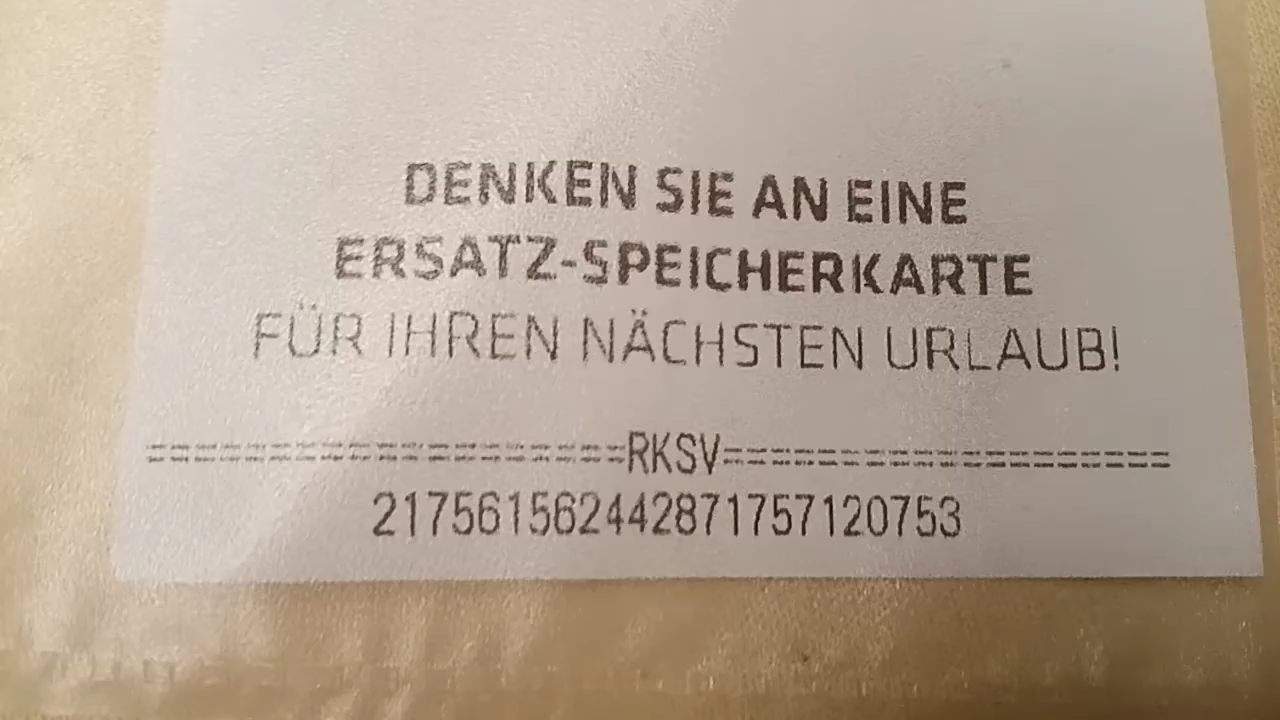 DENKEN SIE AN EINE
ERSATZ-SPEICHERKARTE
FÜR IHREN NÄCHSTEN URLAUB!
============================RKSV==========================
217561562442871757120753